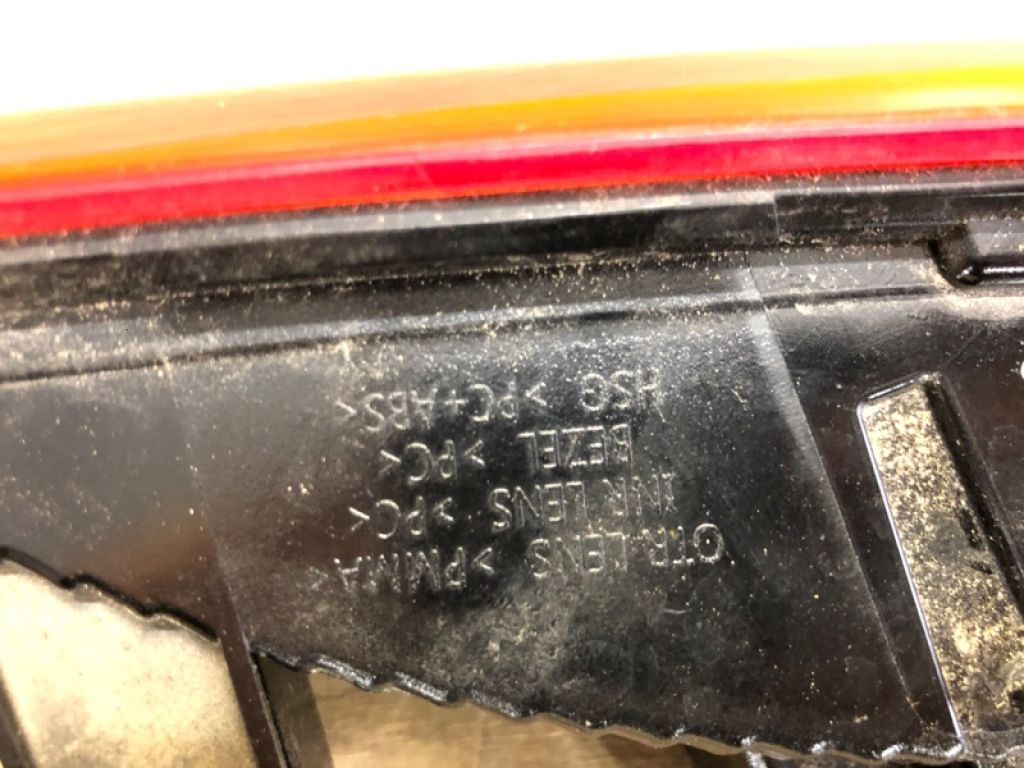 OTR LENS >PMMA<
INR LENS >PC<
BEZEL >PC<
HSG >PC+ABS<